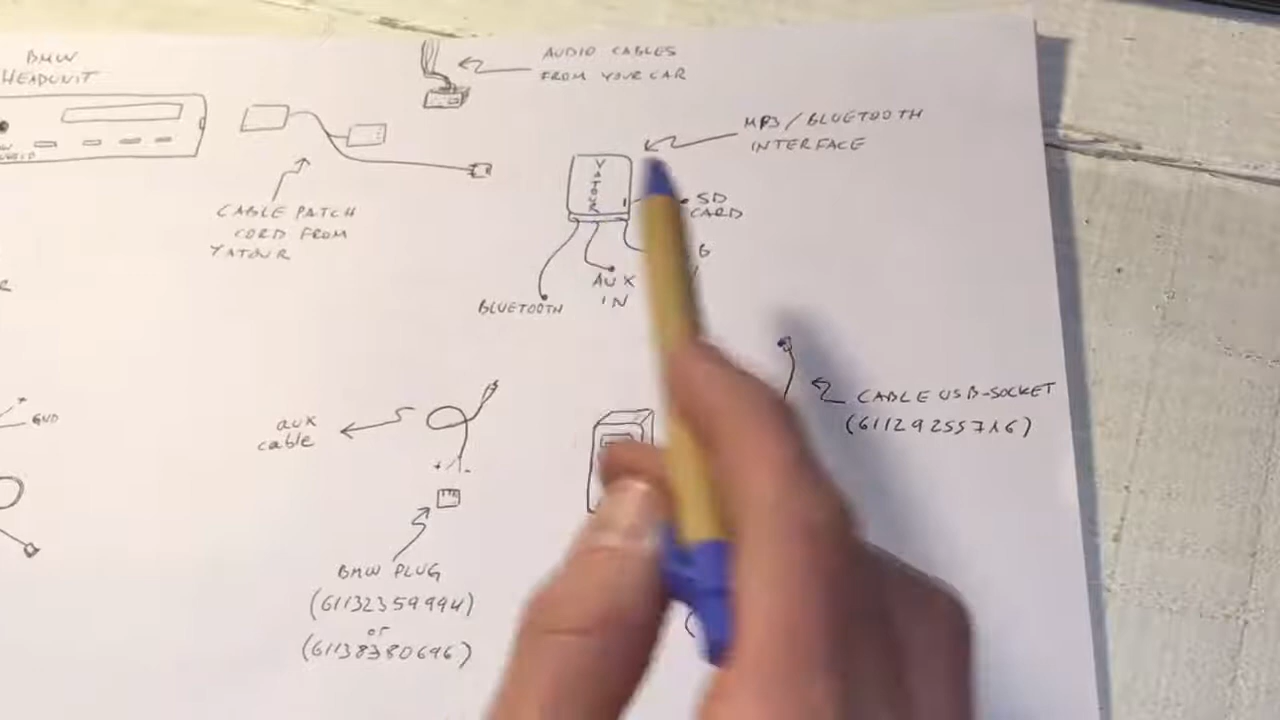 BMW
HEADUNIT
AUDIO CABLES
FROM YOUR CAR
MP3/BLUETOOTH
INTERFACE
YATOUR
SD
CARD
CABLE PATCH
CORD FROM
YATOUR
AUX
IN
BLUETOOTH
GND
aux
cable
CABLE USB-SOCKET
(61129255716)
+ -
BMW PLUG
(61132359994)
or
(61138380696)